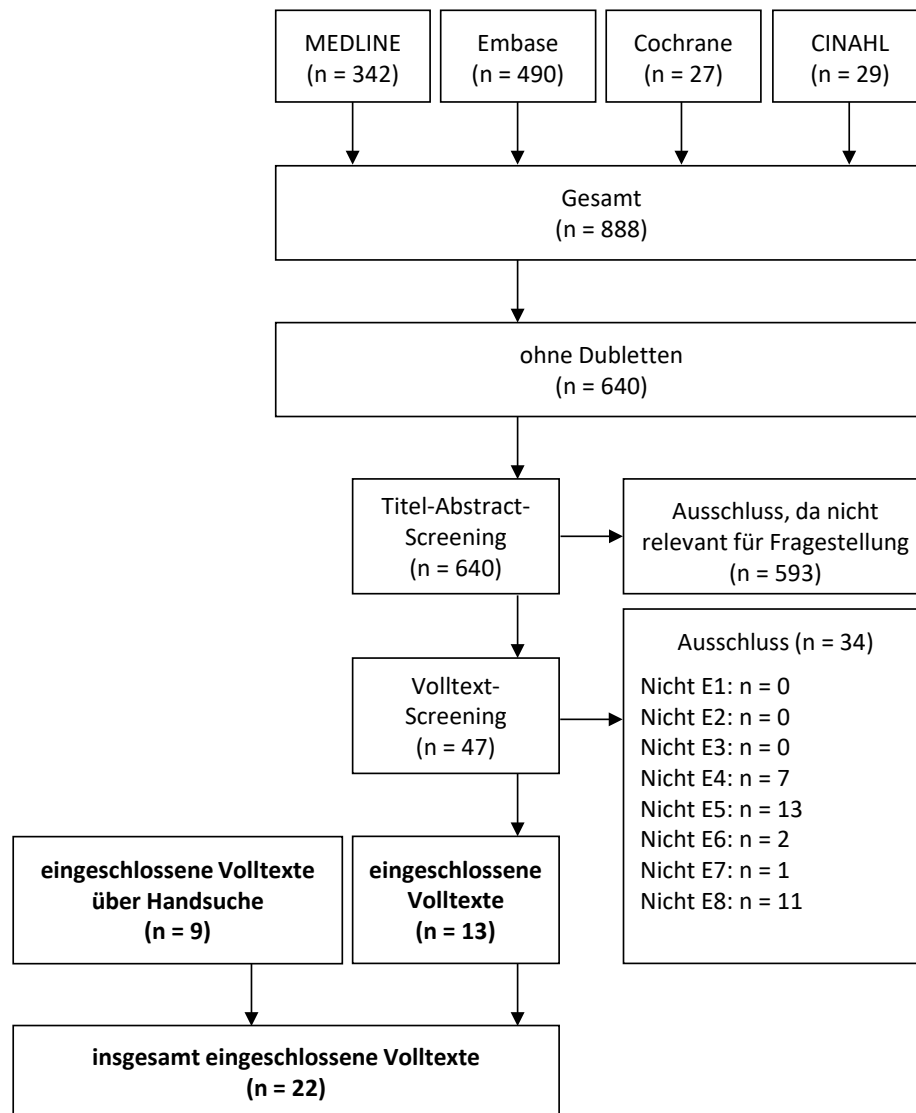 MEDLINE
(n = 342)
Embase
(n = 490)
Cochrane
(n = 27)
CINAHL
(n = 29)
Gesamt
(n = 888)
ohne Dubletten
(n = 640)
Titel-Abstract-
Screening
(n = 640)
Ausschluss, da nicht
relevant für Fragestellung
(n = 593)
Volltext-
Screening
(n = 47)
Ausschluss (n = 34)
Nicht E1: n = 0
Nicht E2: n = 0
Nicht E3: n = 0
Nicht E4: n = 7
Nicht E5: n = 13
Nicht E6: n = 2
Nicht E7: n = 1
Nicht E8: n = 11
eingeschlossene Volltexte
über Handsuche
(n = 9)
eingeschlossene
Volltexte
(n = 13)
insgesamt eingeschlossene Volltexte
(n = 22)